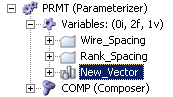 PRMT (Parameterizer)
Variables: (0i, 2f, 1v)
Wire_Spacing
Rank_Spacing
New_Vector
COMP (Composer)